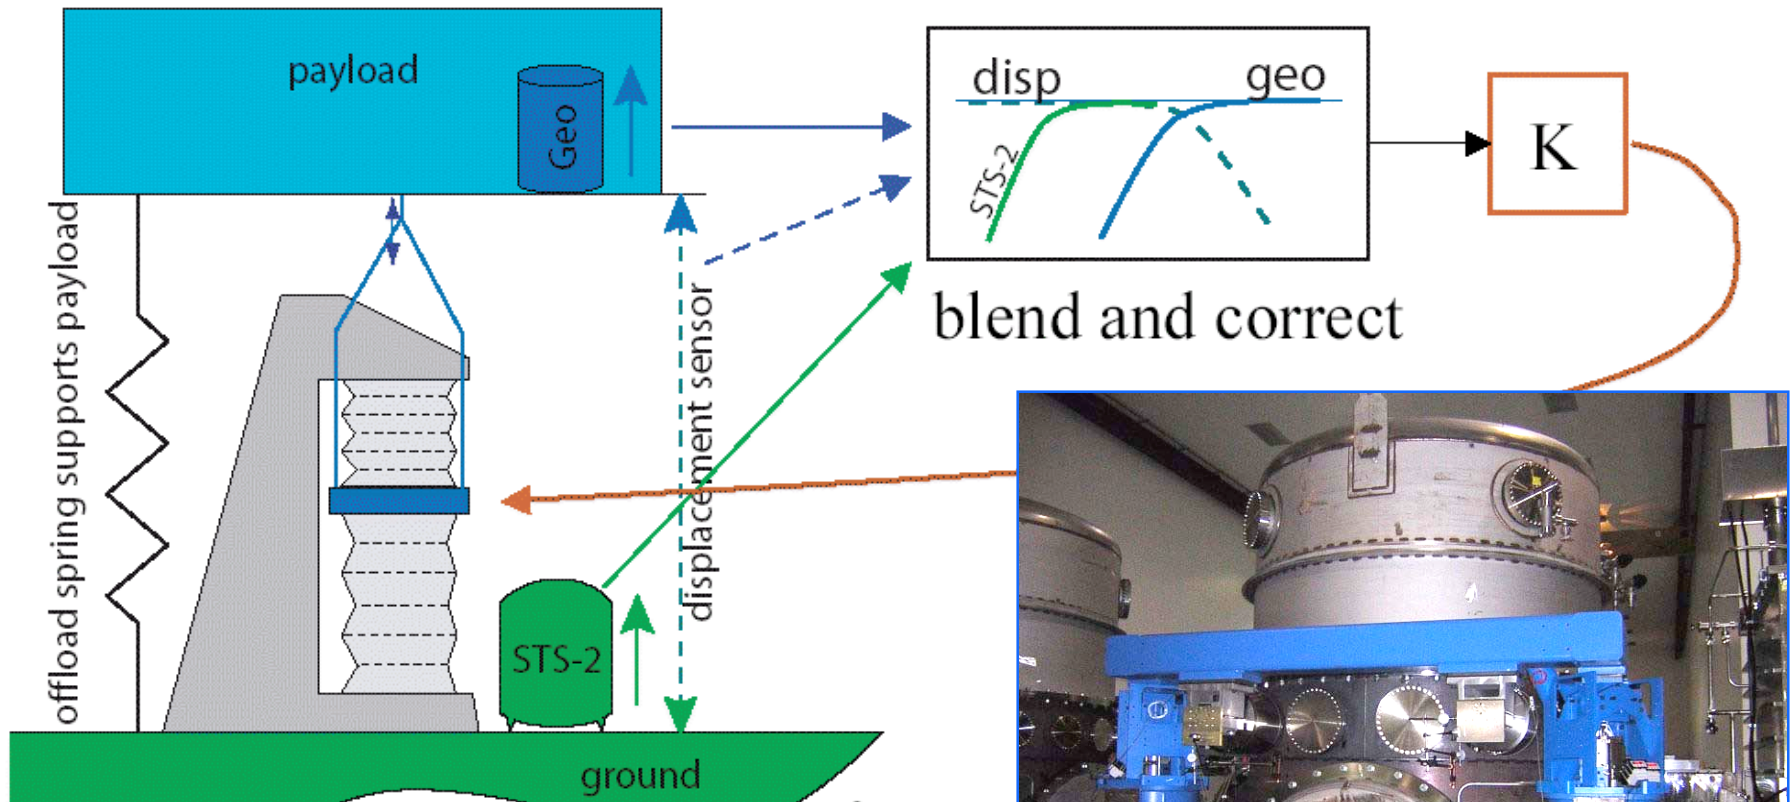 payload
Geo
disp
geo
STS-2
K
blend and correct
offload spring supports payload
displacement sensor
STS-2
ground